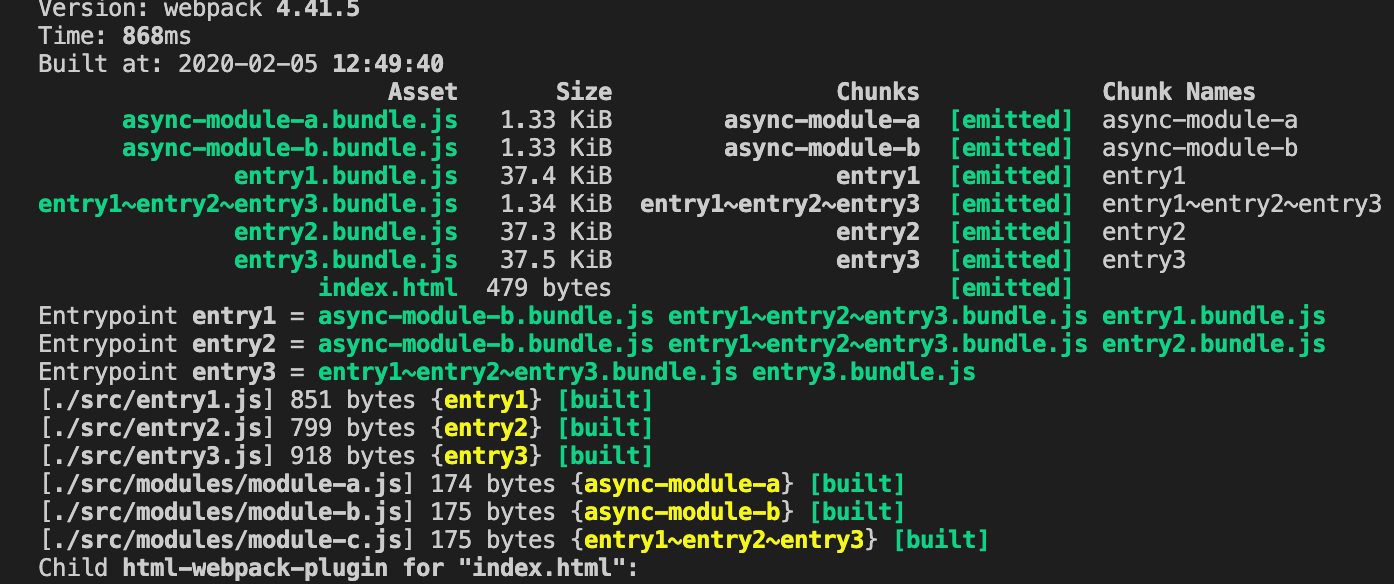 Version: webpack 4.41.5
Time: 868ms
Built at: 2020-02-05 12:49:40
Asset Size Chunks Chunk Names
async-module-a.bundle.js 1.33 KiB async-module-a [emitted] async-module-a
async-module-b.bundle.js 1.33 KiB async-module-b [emitted] async-module-b
entry1.bundle.js 37.4 KiB entry1 [emitted] entry1
entry1~entry2~entry3.bundle.js 1.34 KiB entry1~entry2~entry3 [emitted] entry1~entry2~entry3
entry2.bundle.js 37.3 KiB entry2 [emitted] entry2
entry3.bundle.js 37.5 KiB entry3 [emitted] entry3
index.html 479 bytes [emitted]
Entrypoint entry1 = async-module-b.bundle.js entry1~entry2~entry3.bundle.js entry1.bundle.js
Entrypoint entry2 = async-module-b.bundle.js entry1~entry2~entry3.bundle.js entry2.bundle.js
Entrypoint entry3 = entry1~entry2~entry3.bundle.js entry3.bundle.js
[./src/entry1.js] 851 bytes {entry1} [built]
[./src/entry2.js] 799 bytes {entry2} [built]
[./src/entry3.js] 918 bytes {entry3} [built]
[./src/modules/module-a.js] 174 bytes {async-module-a} [built]
[./src/modules/module-b.js] 175 bytes {async-module-b} [built]
[./src/modules/module-c.js] 175 bytes {entry1~entry2~entry3} [built]
Child html-webpack-plugin for "index.html":